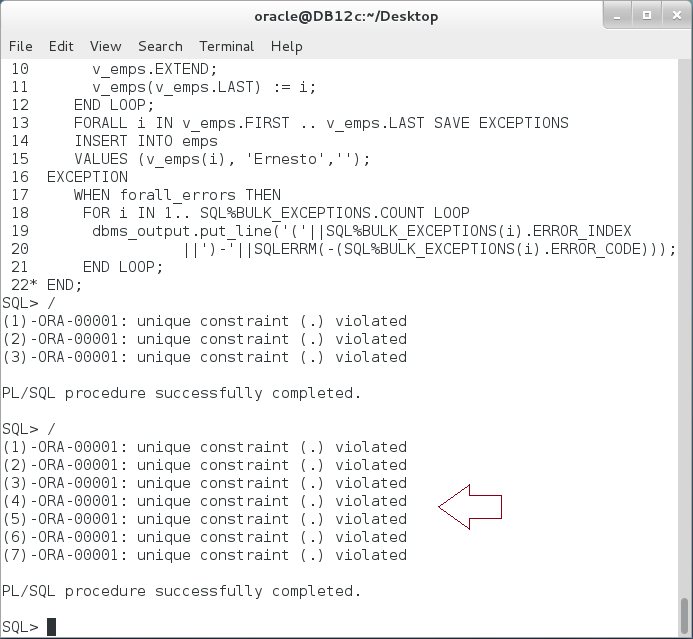 oracle@DB12c:~/Desktop
File Edit View Search Terminal Help
10       v_emps.EXTEND;
11       v_emps(v_emps.LAST) := i;
12     END LOOP;
13     FORALL i IN v_emps.FIRST .. v_emps.LAST SAVE EXCEPTIONS
14     INSERT INTO emps
15     VALUES (v_emps(i), 'Ernesto','');
16  EXCEPTION
17     WHEN forall_errors THEN
18      FOR i IN 1.. SQL%BULK_EXCEPTIONS.COUNT LOOP
19       dbms_output.put_line('('||SQL%BULK_EXCEPTIONS(i).ERROR_INDEX
20                 ||')-'||SQLERRM(-(SQL%BULK_EXCEPTIONS(i).ERROR_CODE)));
21      END LOOP;
22* END;
SQL> /
(1)-ORA-00001: unique constraint (.) violated
(2)-ORA-00001: unique constraint (.) violated
(3)-ORA-00001: unique constraint (.) violated
PL/SQL procedure successfully completed.
SQL> /
(1)-ORA-00001: unique constraint (.) violated
(2)-ORA-00001: unique constraint (.) violated
(3)-ORA-00001: unique constraint (.) violated
(4)-ORA-00001: unique constraint (.) violated
(5)-ORA-00001: unique constraint (.) violated
(6)-ORA-00001: unique constraint (.) violated
(7)-ORA-00001: unique constraint (.) violated
PL/SQL procedure successfully completed.
SQL>